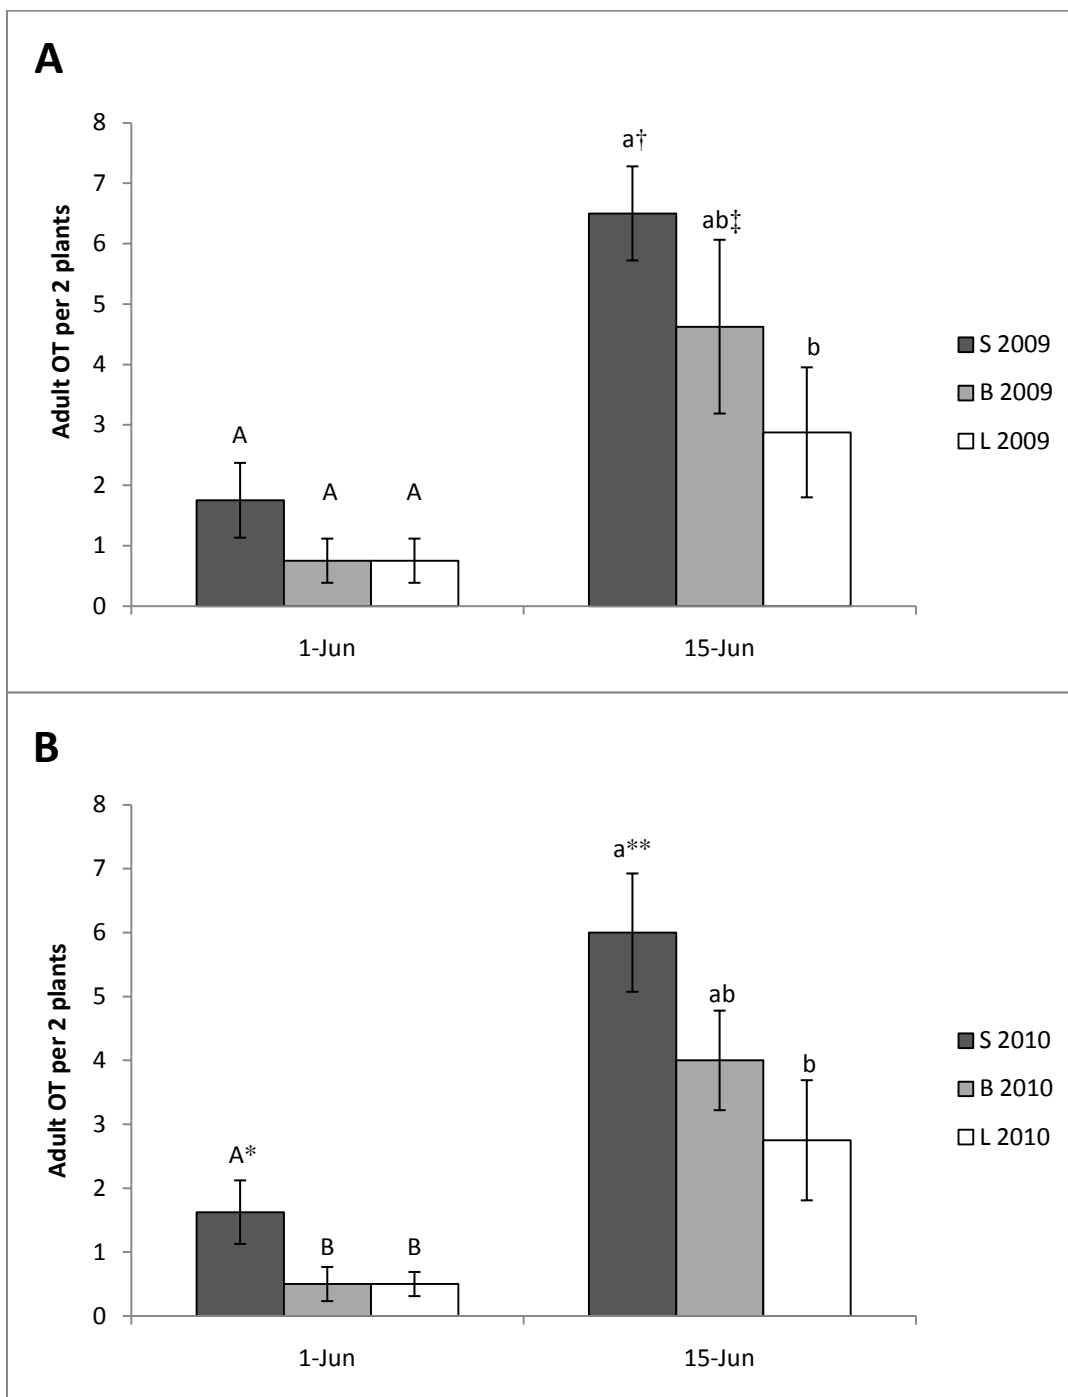 A
8
7
6
5
4
3
2
1
0
Adult OT per 2 plants
A
A
A
a†
ab‡
b
1-Jun
15-Jun
S 2009
B 2009
L 2009
B
8
7
6
5
4
3
2
1
0
Adult OT per 2 plants
A*
B
B
a**
ab
b
1-Jun
15-Jun
S 2010
B 2010
L 2010